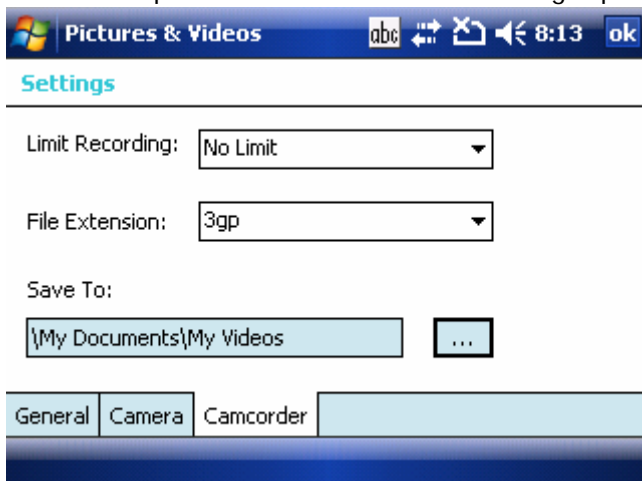 Pictures & Videos abc 8:13 ok
Settings
Limit Recording: No Limit
File Extension: 3gp
Save To:
\My Documents\My Videos ...
General Camera Camcorder